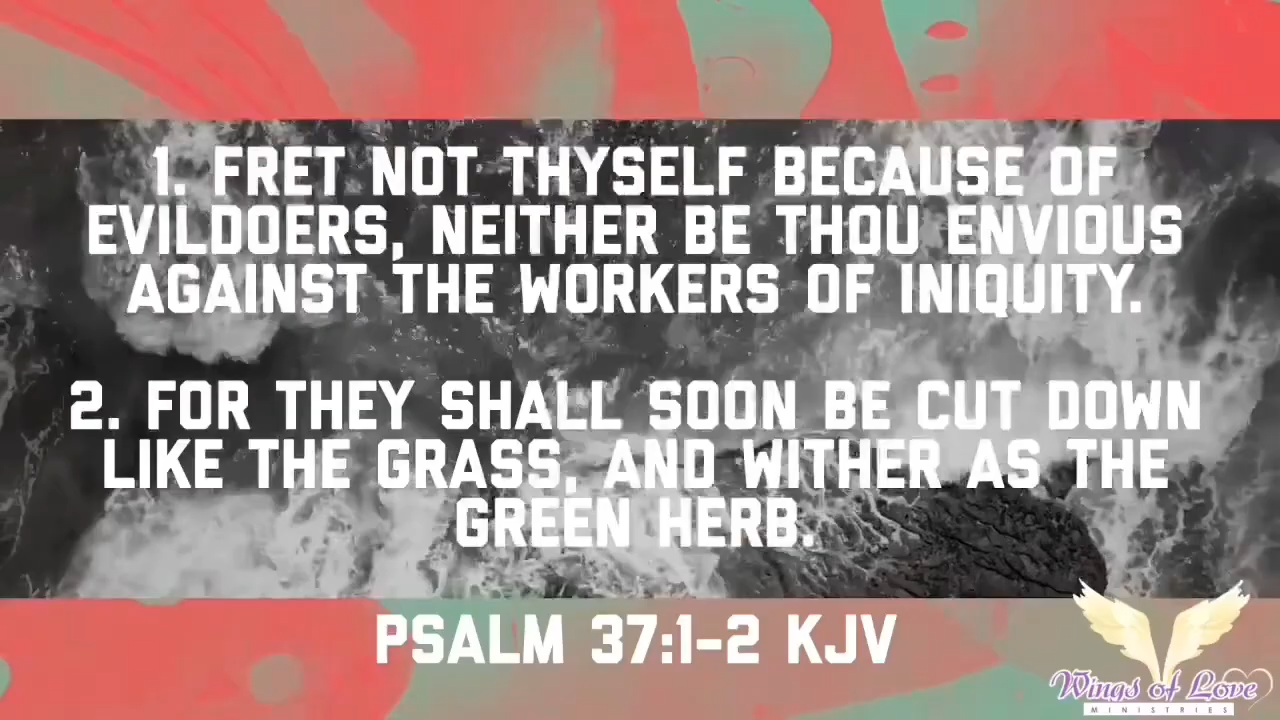 1. FRET NOT THYSELF BECAUSE OF
EVILDOERS, NEITHER BE THOU ENVIOUS
AGAINST THE WORKERS OF INIQUITY.
2. FOR THEY SHALL SOON BE CUT DOWN
LIKE THE GRASS, AND WITHER AS THE
GREEN HERB.
PSALM 37:1-2 KJV
Wings of Love
MINISTRIES